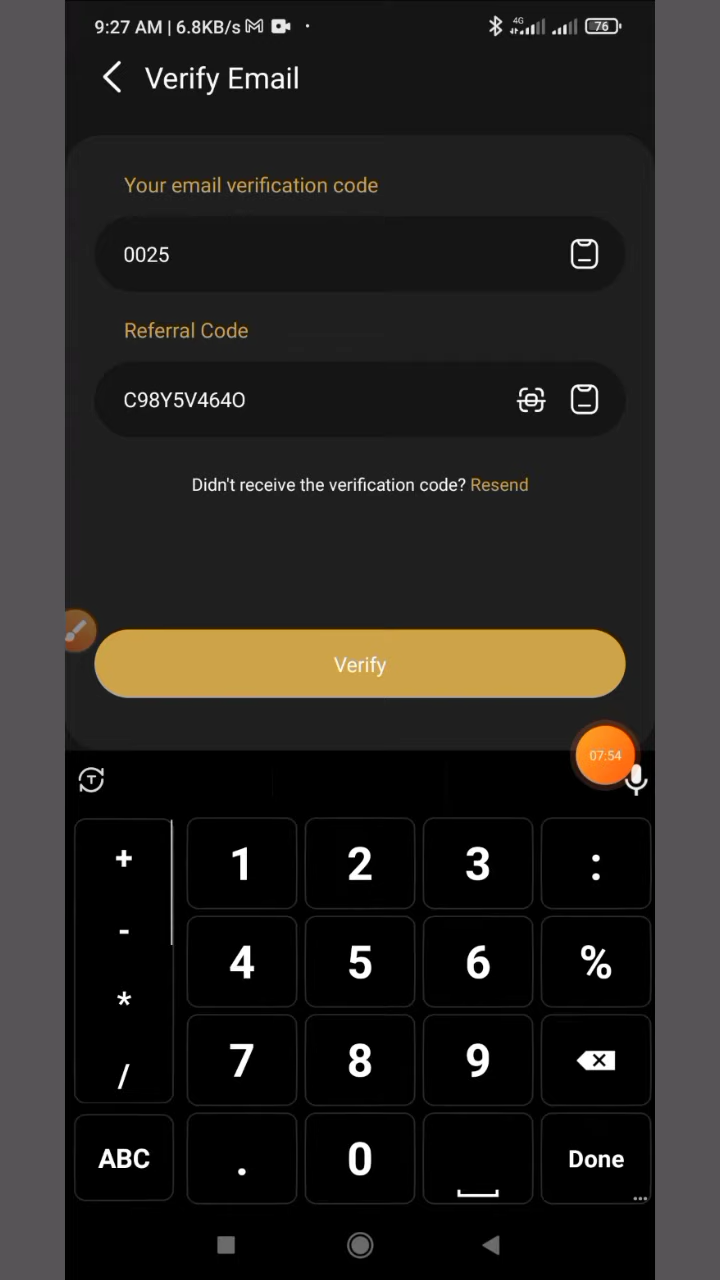 9:27 AM | 6.8KB/s
4G
76
Verify Email
Your email verification code
0025
Referral Code
C98Y5V464O
Didn't receive the verification code? Resend
Verify
07:54
T
+ 1 2 3 :
- 4 5 6 %
*
/ 7 8 9
ABC . 0 Done